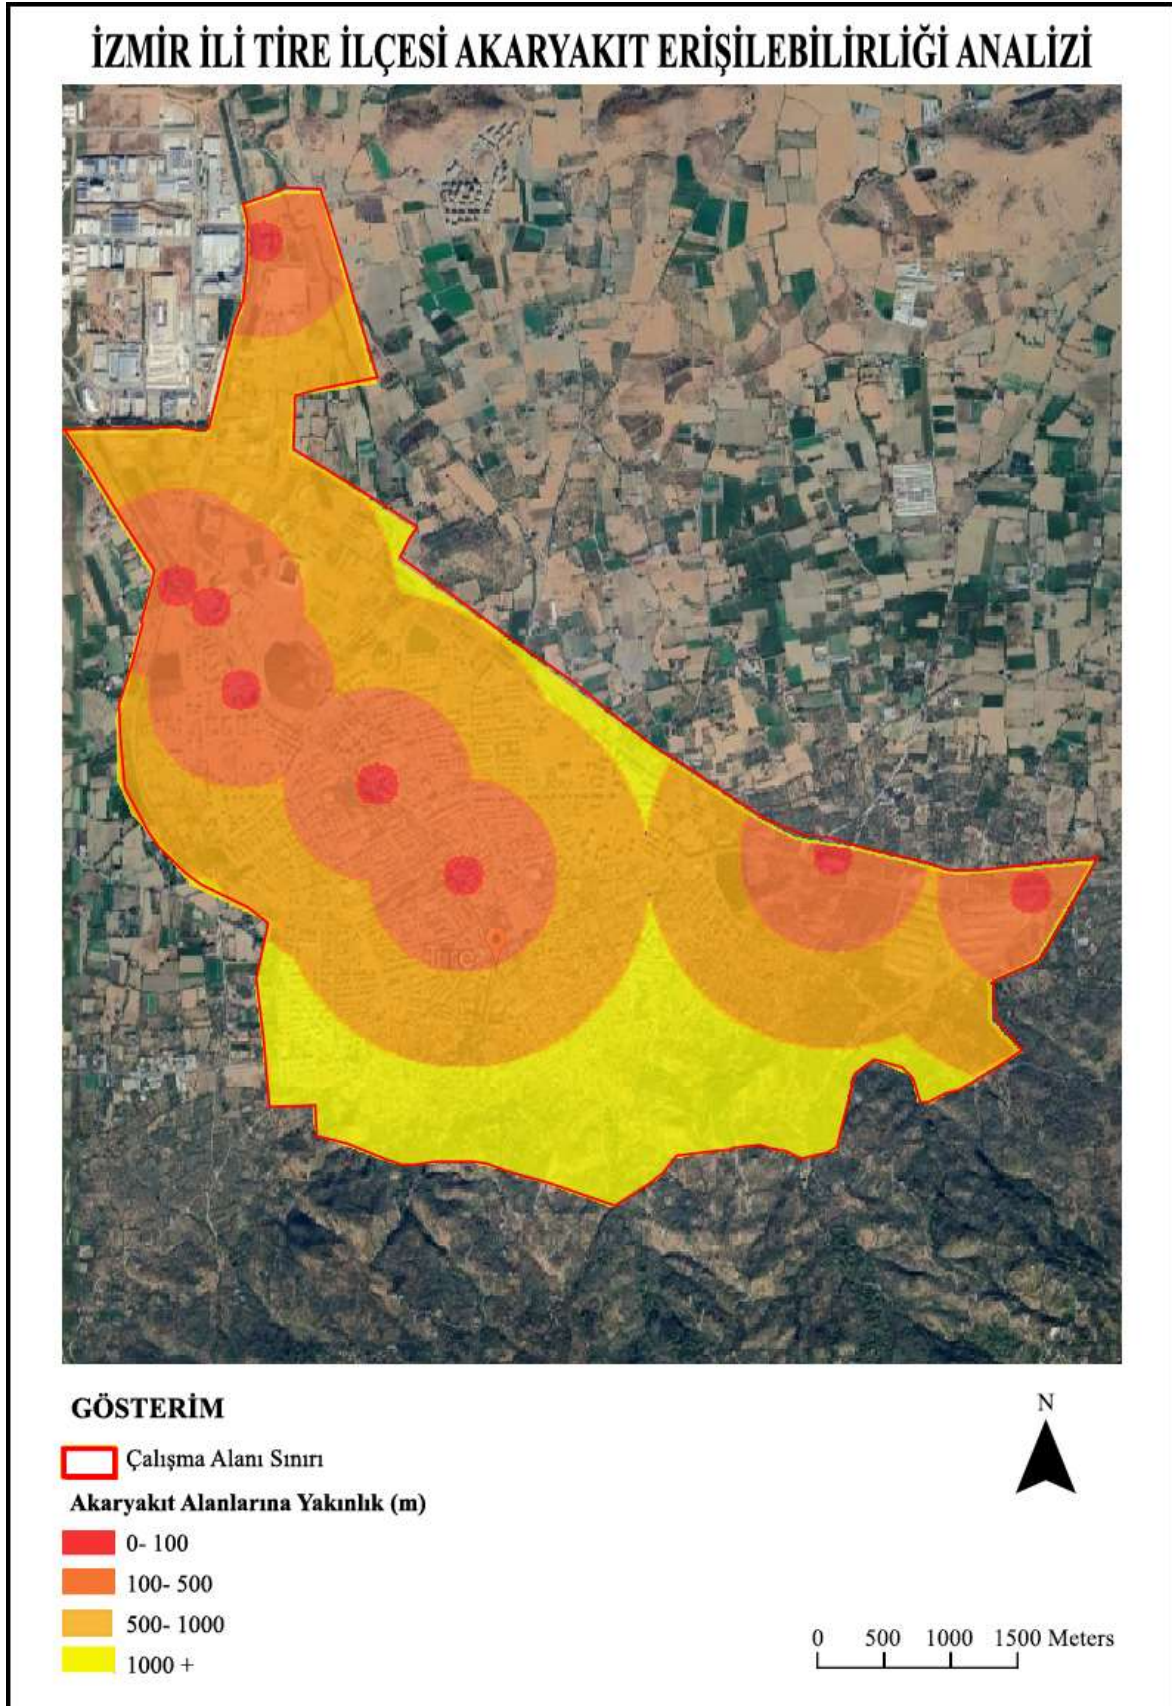 İZMİR İLİ TİRE İLÇESİ AKARYAKIT ERİŞİLEBİLİRLİĞİ ANALİZİ
Tire
GÖSTERİM
N
Çalışma Alanı Sınırı
Akaryakıt Alanlarına Yakınlık (m)
0- 100
100- 500
500- 1000
1000 +
0 500 1000 1500 Meters